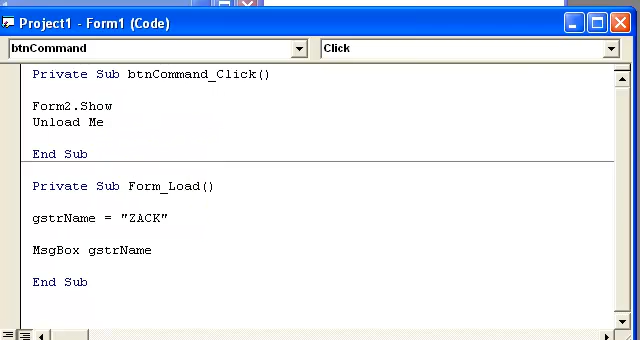 Project1 - Form1 (Code)
btnCommand
Click
Private Sub btnCommand_Click()
Form2.Show
Unload Me
End Sub
Private Sub Form_Load()
gstrName = "ZACK"
MsgBox gstrName
End Sub